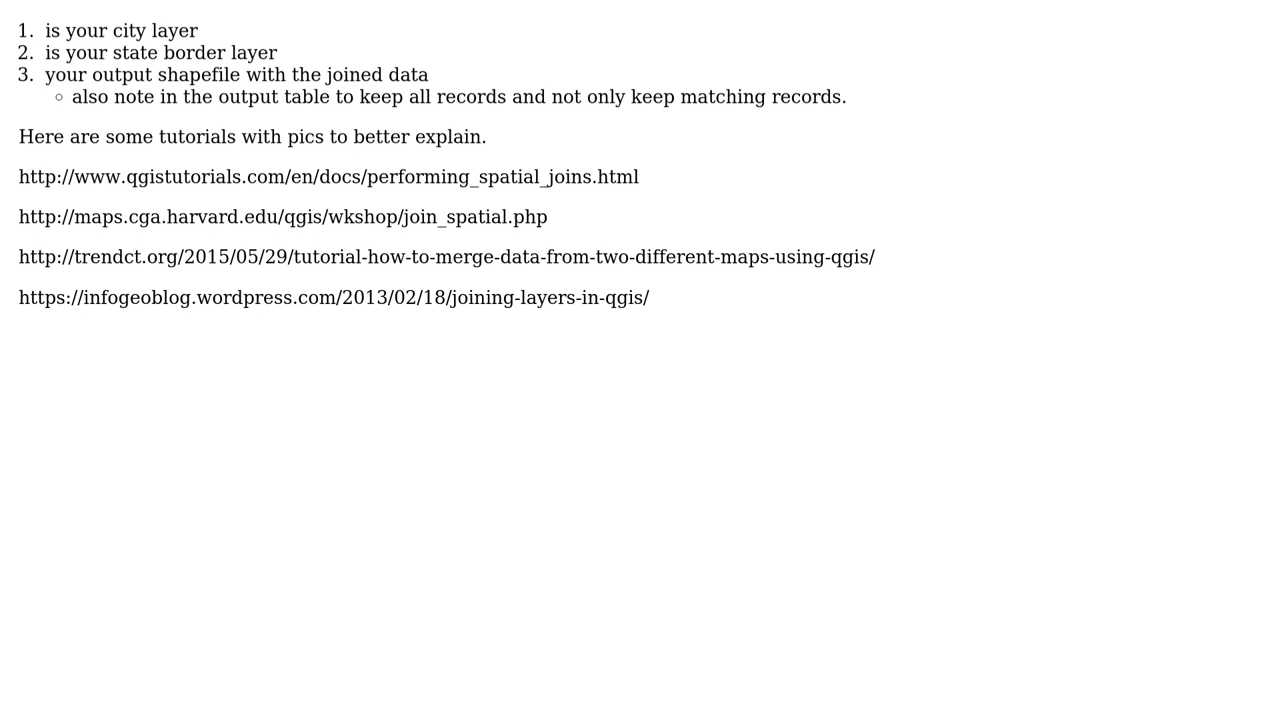 1. is your city layer
2. is your state border layer
3. your output shapefile with the joined data
◦ also note in the output table to keep all records and not only keep matching records.
Here are some tutorials with pics to better explain.
http://www.qgistutorials.com/en/docs/performing_spatial_joins.html
http://maps.cga.harvard.edu/qgis/wkshop/join_spatial.php
http://trendct.org/2015/05/29/tutorial-how-to-merge-data-from-two-different-maps-using-qgis/
https://infogeoblog.wordpress.com/2013/02/18/joining-layers-in-qgis/